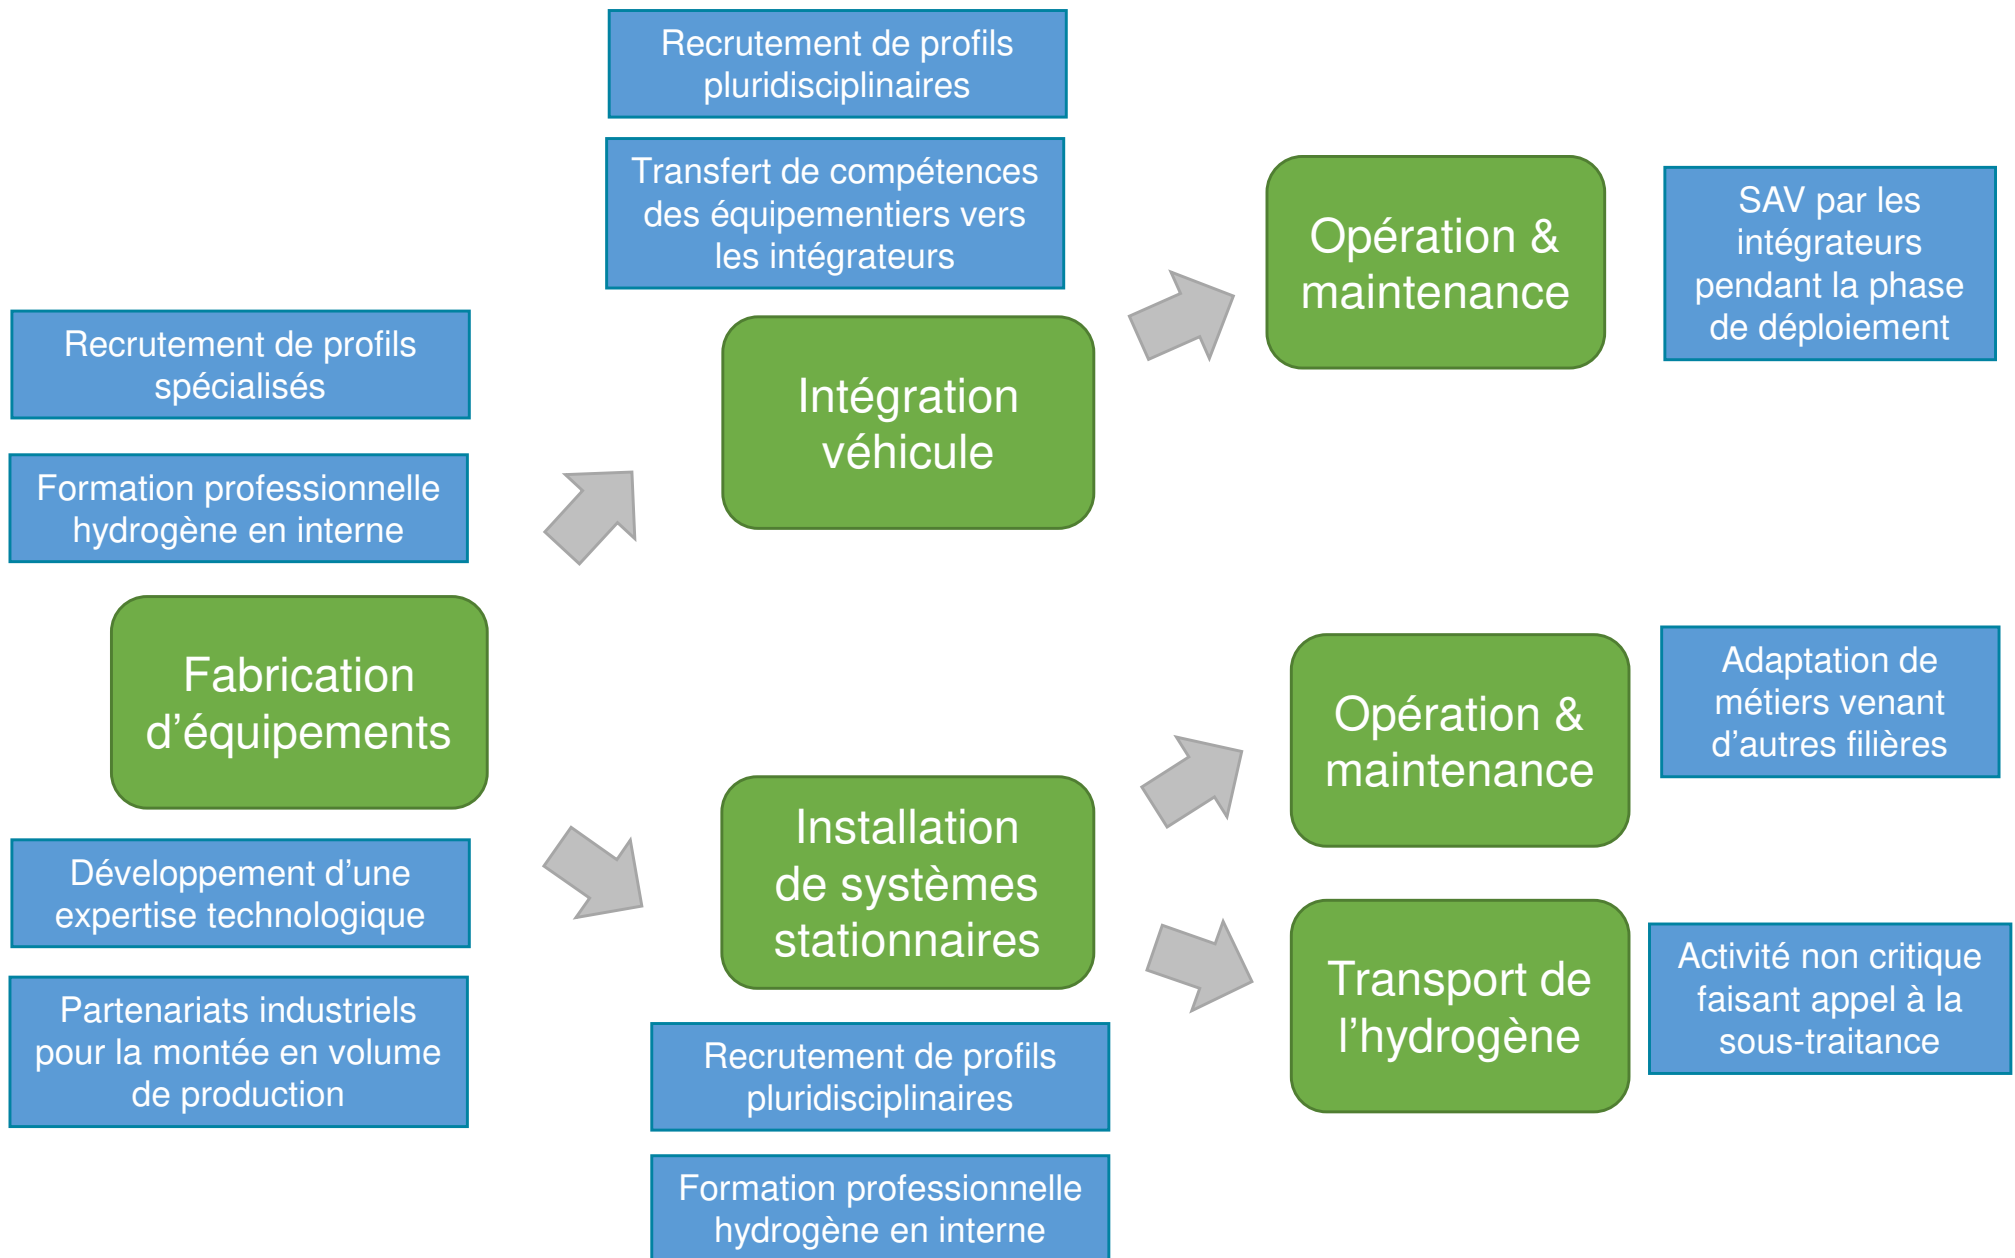 Recrutement de profils
spécialisés
Formation professionnelle
hydrogène en interne
Fabrication
d’équipements
Développement d’une
expertise technologique
Partenariats industriels
pour la montée en volume
de production
Recrutement de profils
pluridisciplinaires
Transfert de compétences
des équipementiers vers
les intégrateurs
Intégration
véhicule
Installation
de systèmes
stationnaires
Recrutement de profils
pluridisciplinaires
Formation professionnelle
hydrogène en interne
Opération &
maintenance
SAV par les
intégrateurs
pendant la phase
de déploiement
Opération &
maintenance
Adaptation de
métiers venant
d’autres filières
Transport de
l’hydrogène
Activité non critique
faisant appel à la
sous-traitance